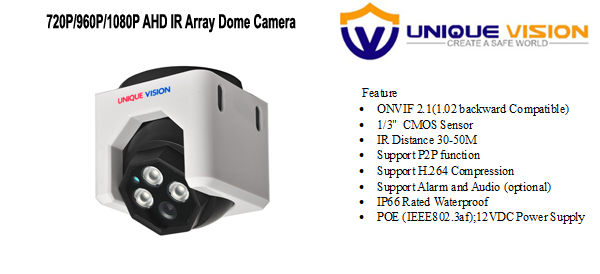 720P/960P/1080P AHD IR Array Dome Camera
UNIQUE VISION
CREATE A SAFE WORLD
UNIQUE VISION
Feature
• ONVIF 2.1(1.02 backward Compatible)
• 1/3" CMOS Sensor
• IR Distance 30-50M
• Support P2P function
• Support H.264 Compression
• Support Alarm and Audio (optional)
• IP66 Rated Waterproof
• POE (IEEE802.3af);12VDC Power Supply